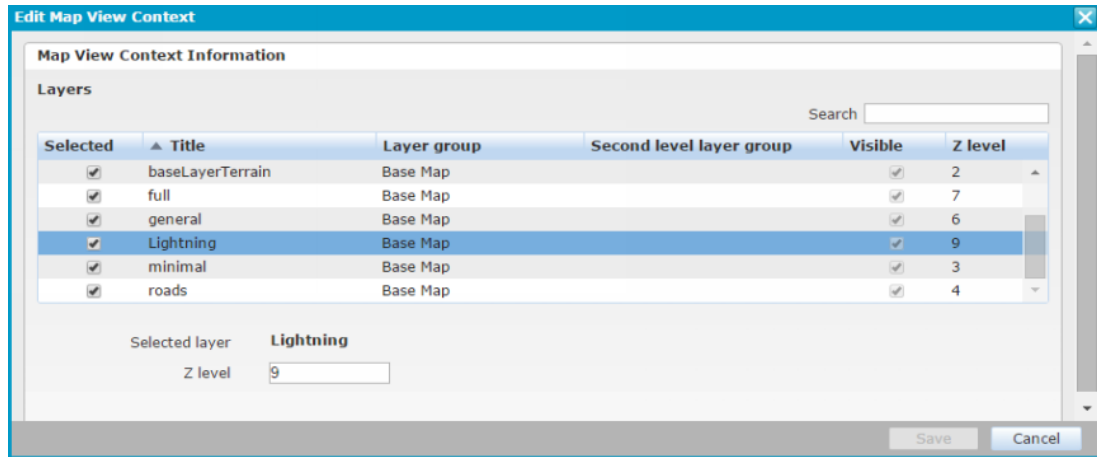 Edit Map View Context
Map View Context Information
Layers
Search
Selected Title Layer group Second level layer group Visible Z level
baseLayerTerrain Base Map 2
full Base Map 7
general Base Map 6
Lightning Base Map 9
minimal Base Map 3
roads Base Map 4
Selected layer Lightning
Z level 9
Save Cancel